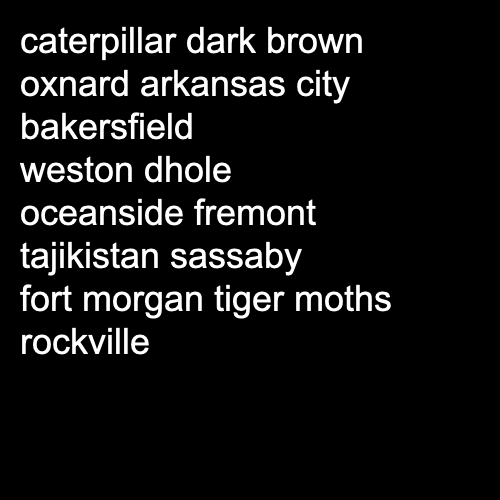 caterpillar dark brown
oxnard arkansas city
bakersfield
weston dhole
oceanside fremont
tajikistan sassaby
fort morgan tiger moths
rockville